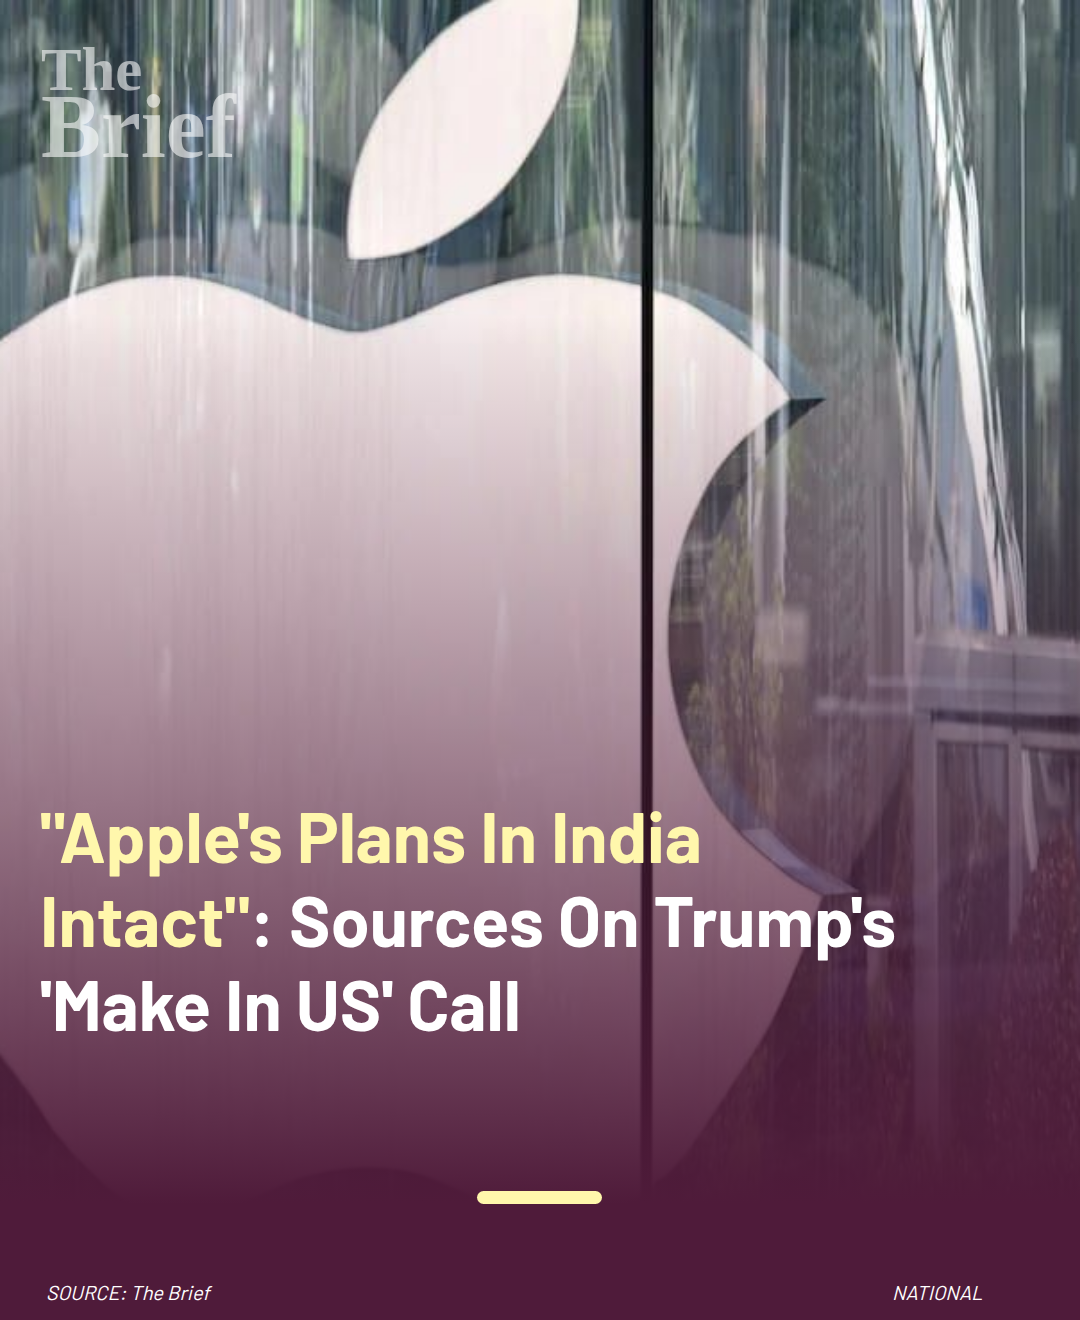 The
Brief
"Apple's Plans In India
Intact": Sources On Trump's
'Make In US' Call
SOURCE: The Brief
NATIONAL